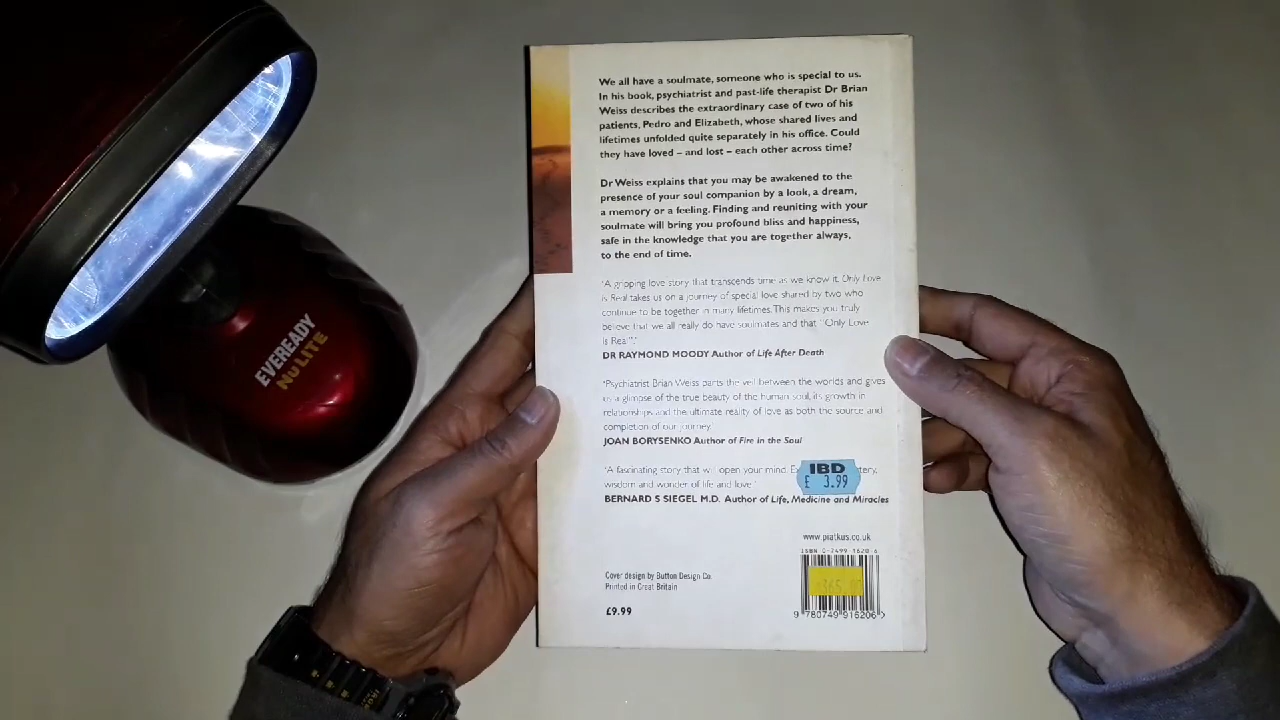 We all have a soulmate, someone who is special to us.
In his book, psychiatrist and past-life therapist Dr Brian
Weiss describes the extraordinary case of two of his
patients, Pedro and Elizabeth, whose shared lives and
lifetimes unfolded quite separately in his office. Could
they have loved – and lost – each other across time?
Dr Weiss explains that you may be awakened to the
presence of your soul companion by a look, a dream,
a memory or a feeling. Finding and reuniting with your
soulmate will bring you profound bliss and happiness,
safe in the knowledge that you are together always,
to the end of time.
'A gripping love story that transcends time as we know it. Only Love
is Real takes us on a journey of special love shared by two who
continue to be together in many lifetimes. This makes you truly
believe that we all really do have soulmates and that "Only Love
is Real".'
DR RAYMOND MOODY Author of Life After Death
'Psychiatrist Brian Weiss parts the veil between the worlds and gives
us a glimpse of the true beauty of the human soul, its growth in
relationships and the ultimate reality of love as both the source and
completion of our journey.'
JOAN BORYSENKO Author of Fire in the Soul
'A fascinating story that will open your mind.
wisdom and wonder of life and love.'
BERNARD S SIEGEL M.D. Author of Life, Medicine and Miracles
IBD
£ 3.99
www.piatkus.co.uk
ISBN 0-7499-1620-6
9 780749 916206 >
Cover design by Button Design Co.
Printed in Great Britain
£9.99
EVEREADY
NULITE